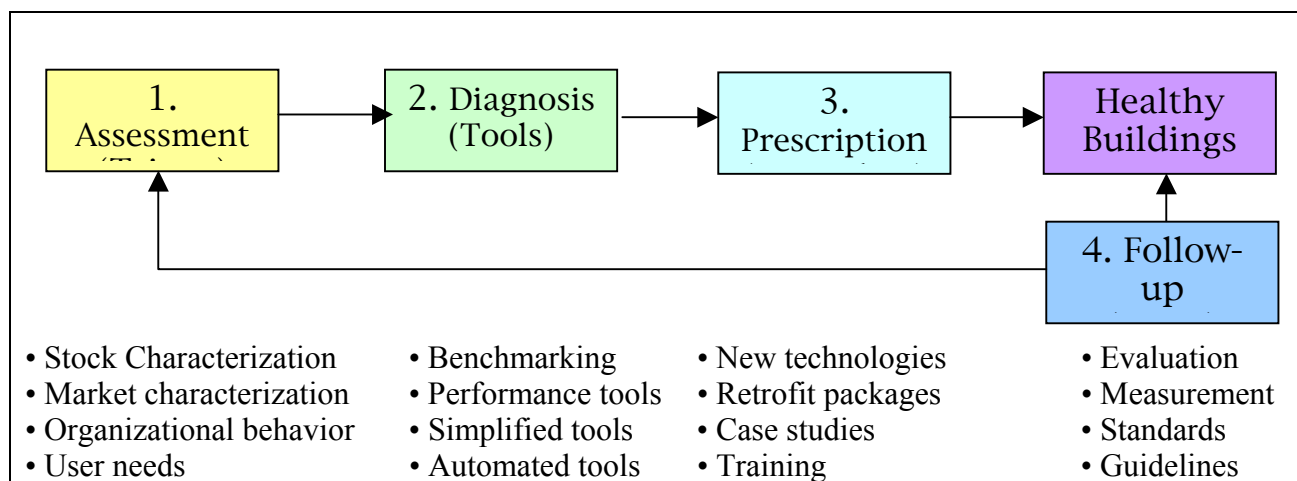 1.
Assessment
2. Diagnosis
(Tools)
3.
Prescription
Healthy
Buildings
4. Follow-
up
• Stock Characterization
• Market characterization
• Organizational behavior
• User needs
• Benchmarking
• Performance tools
• Simplified tools
• Automated tools
• New technologies
• Retrofit packages
• Case studies
• Training
• Evaluation
• Measurement
• Standards
• Guidelines